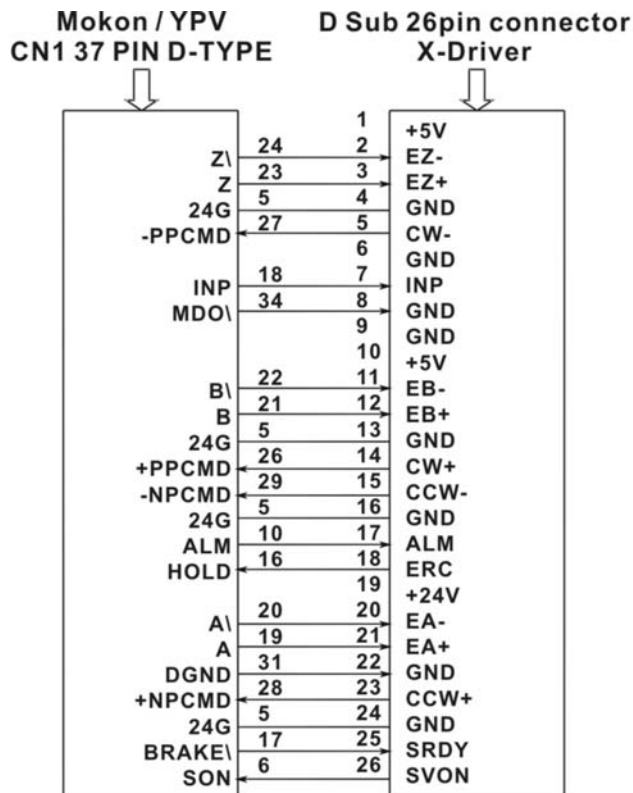 Mokon / YPV D Sub 26pin connector
CN1 37 PIN D-TYPE X-Driver
1 +5V
Z\ 24 2 EZ-
Z 23 3 EZ+
24G 5 4 GND
-PPCMD 27 5 CW-
6 GND
INP 18 7 INP
MDO\ 34 8 GND
9 GND
10 +5V
B\ 22 11 EB-
B 21 12 EB+
24G 5 13 GND
+PPCMD 26 14 CW+
-NPCMD 29 15 CCW-
24G 5 16 GND
ALM 10 17 ALM
HOLD 16 18 ERC
19 +24V
A\ 20 20 EA-
A 19 21 EA+
DGND 31 22 GND
+NPCMD 28 23 CCW+
24G 5 24 GND
BRAKE\ 17 25 SRDY
SON 6 26 SVON